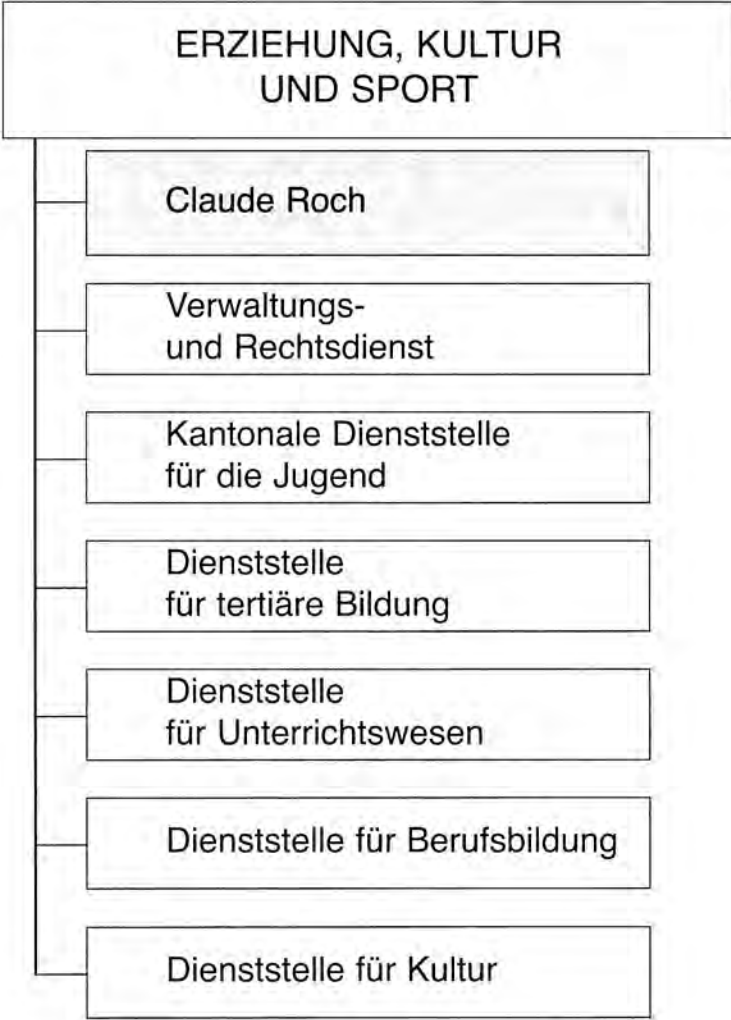 ERZIEHUNG, KULTUR
UND SPORT
Claude Roch
Verwaltungs-
und Rechtsdienst
Kantonale Dienststelle
für die Jugend
Dienststelle
für tertiäre Bildung
Dienststelle
für Unterrichtswesen
Dienststelle für Berufsbildung
Dienststelle für Kultur